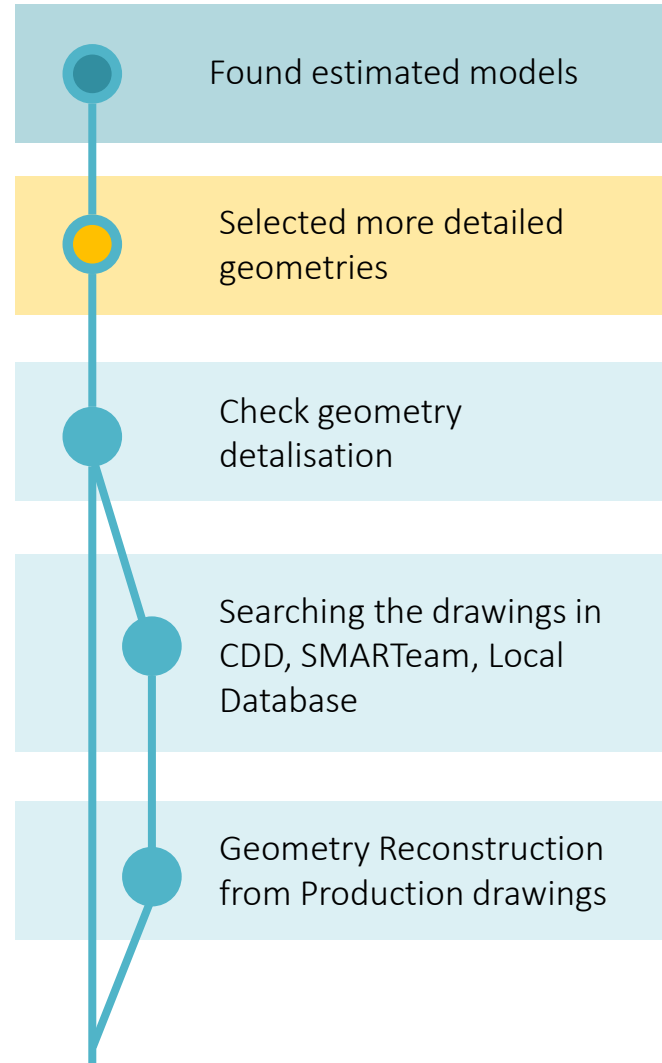 Found estimated models
Selected more detailed
geometries
Check geometry
detalisation
Searching the drawings in
CDD, SMARTeam, Local
Database
Geometry Reconstruction
from Production drawings